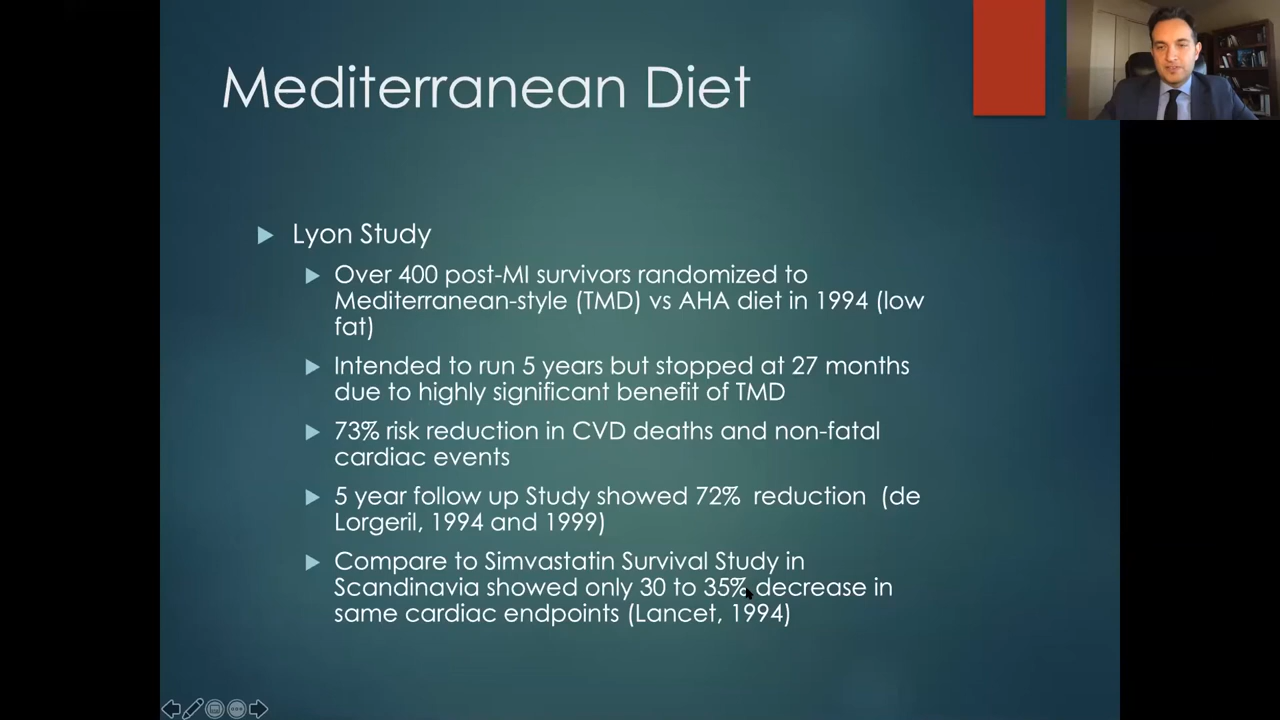 Mediterranean Diet
Lyon Study
Over 400 post-MI survivors randomized to
Mediterranean-style (TMD) vs AHA diet in 1994 (low
fat)
Intended to run 5 years but stopped at 27 months
due to highly significant benefit of TMD
73% risk reduction in CVD deaths and non-fatal
cardiac events
5 year follow up Study showed 72% reduction (de
Lorgeril, 1994 and 1999)
Compare to Simvastatin Survival Study in
Scandinavia showed only 30 to 35% decrease in
same cardiac endpoints (Lancet, 1994)